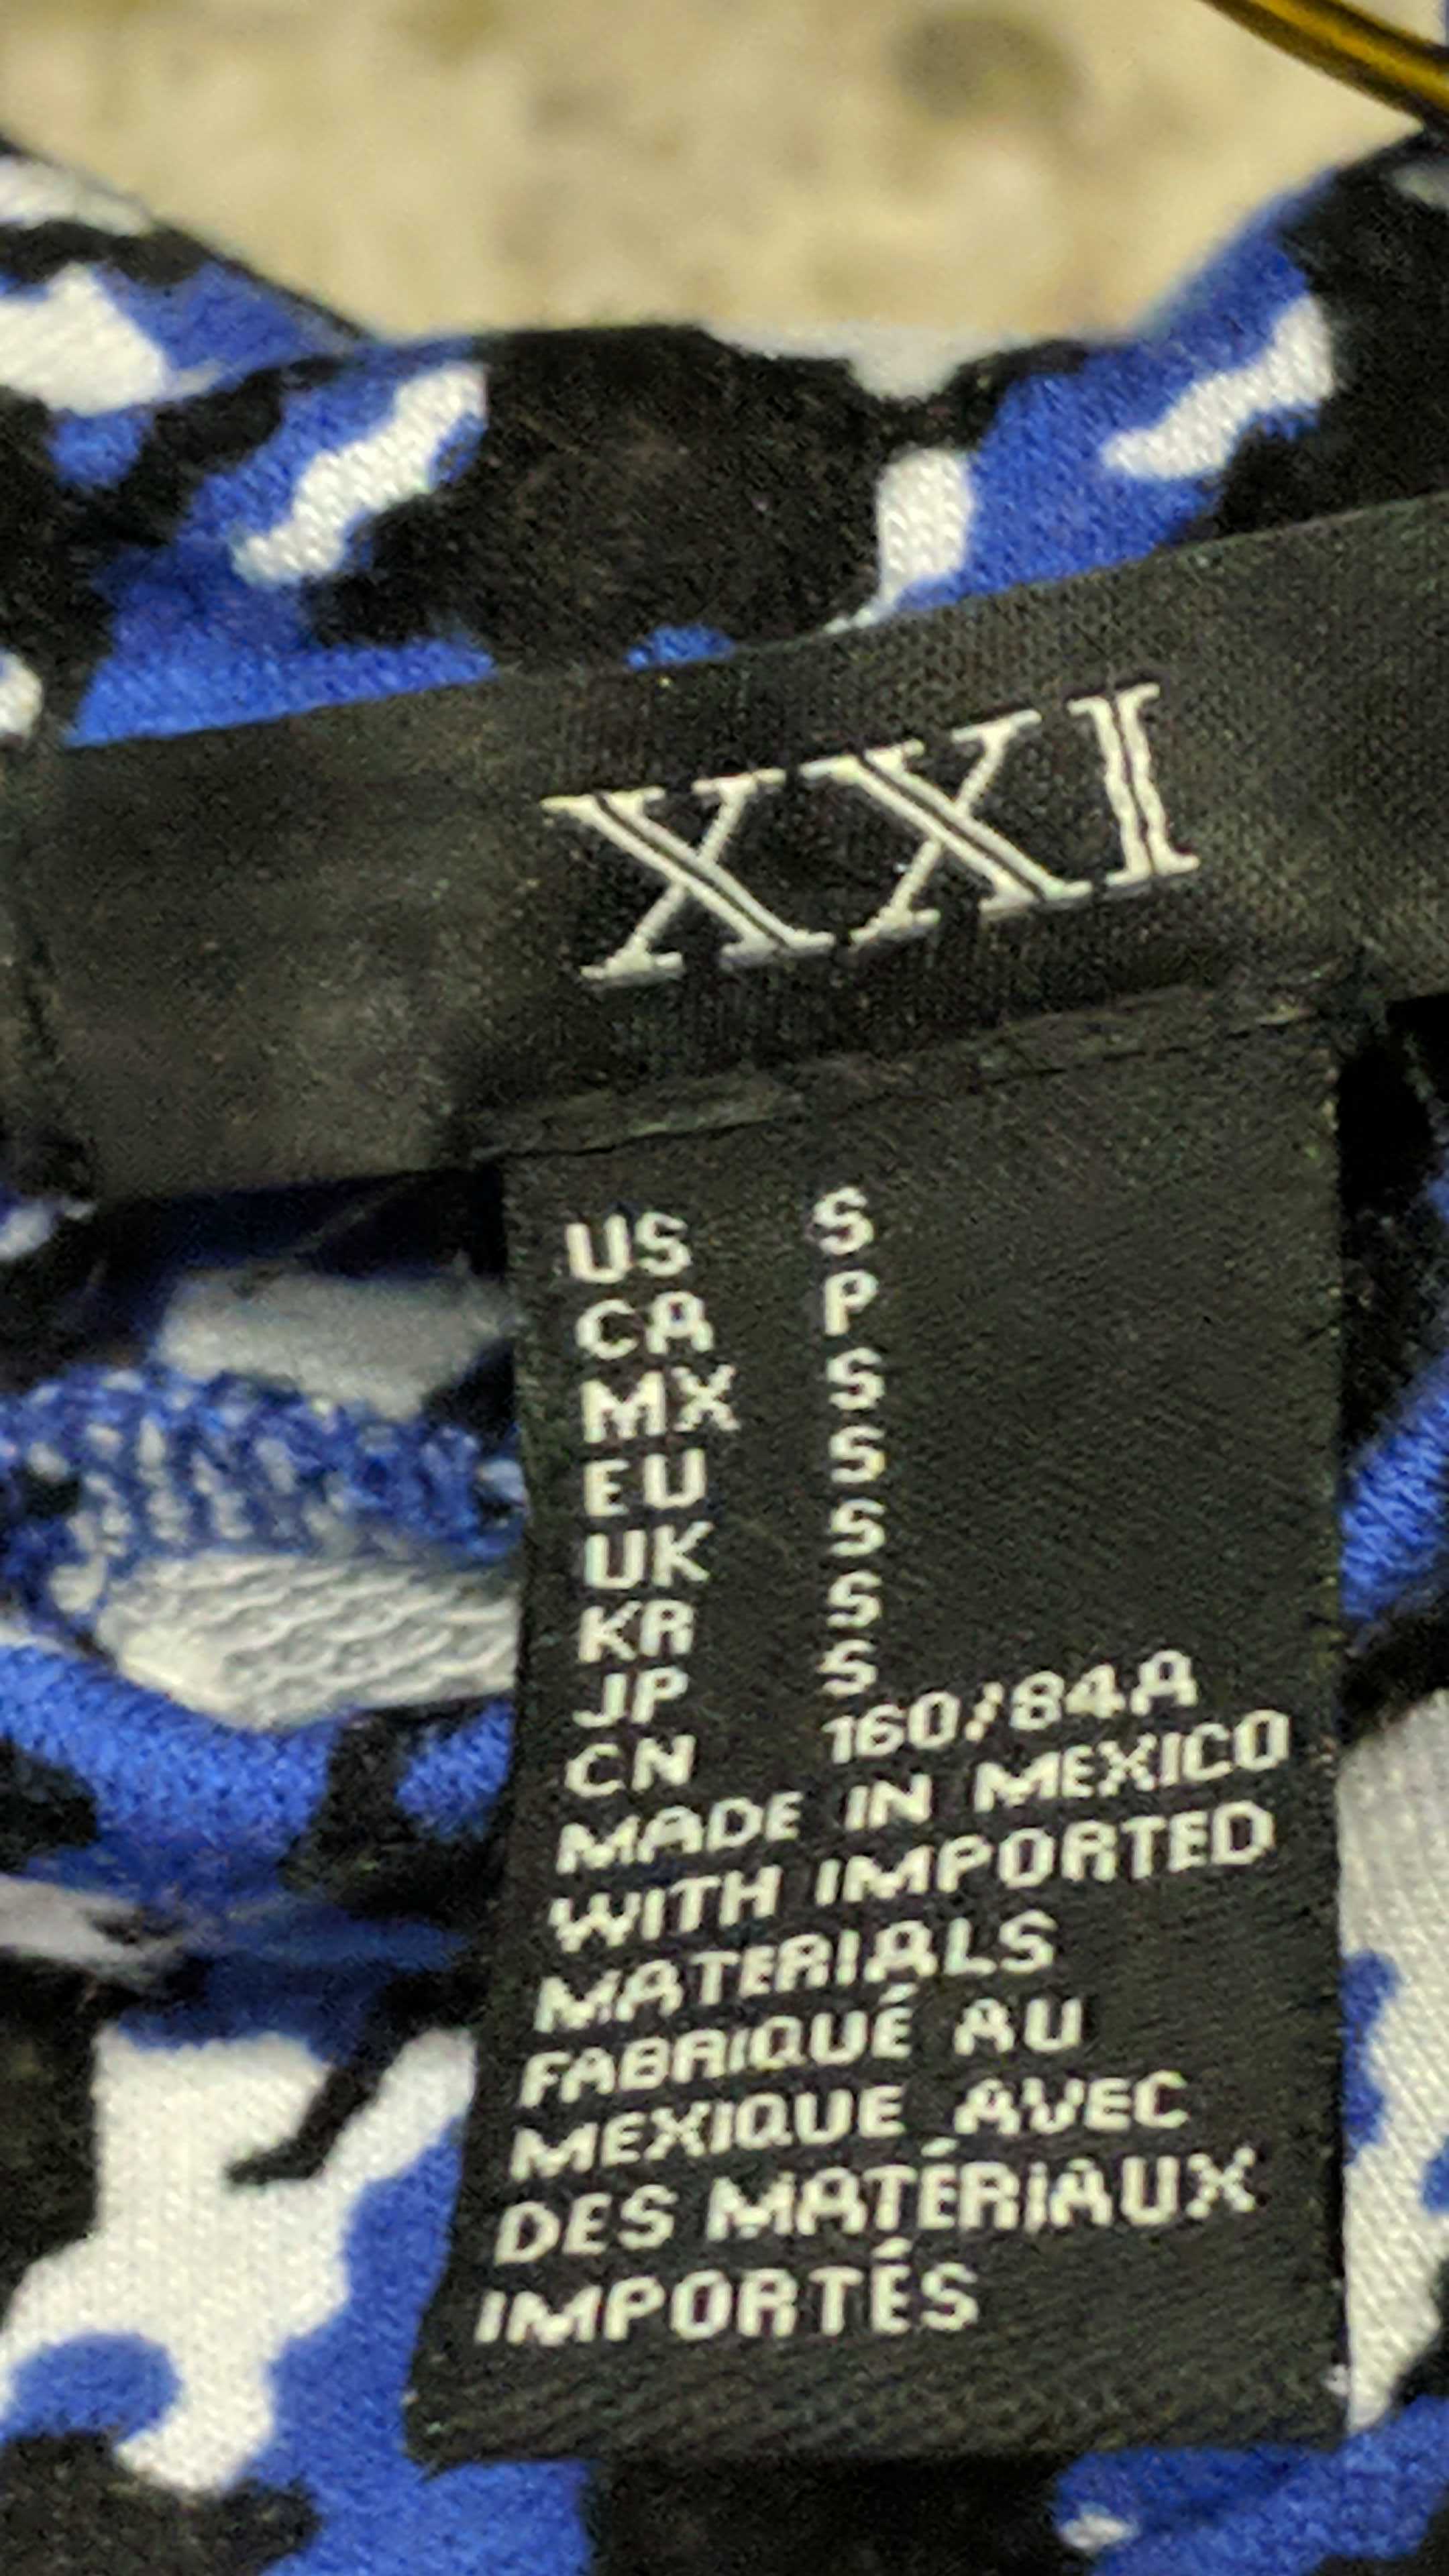 XXI
US S
CA P
MX S
EU S
UK S
KR S
JP S
CN 160/84A
MADE IN MEXICO
WITH IMPORTED
MATERIALS
FABRIQUÉ AU
MEXIQUE AVEC
DES MATÉRIAUX
IMPORTÉS